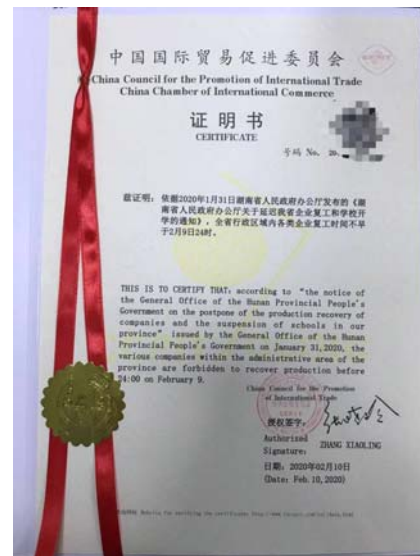 中国国际贸易促进委员会
China Council for the Promotion of International Trade
China Chamber of International Commerce
证明书
CERTIFICATE
号码 No. 20
兹证明：依据2020年1月31日湖南省人民政府办公厅发布的《湖
南省人民政府办公厅关于延迟我省企业复工和学校开
学的通知》，全省行政区域内各类企业复工时间不早
于2月9日24时。
THIS IS TO CERTIFY THAT: according to "the notice of
the General Office of the Hunan Provincial People's
Government on the postpone of the production recovery of
companies and the suspension of schools in our
province" issued by the General Office of the Hunan
Provincial People's Government on January 31,2020, the
various companies within the administrative area of the
province are forbidden to recover production before
24:00 on February 9.
China Council for the Promotion
of International Trade
授权签字：
Authorized
Signature:
ZHANG XIAOLING
日期：2020年02月10日
(Date: Feb.10,2020)